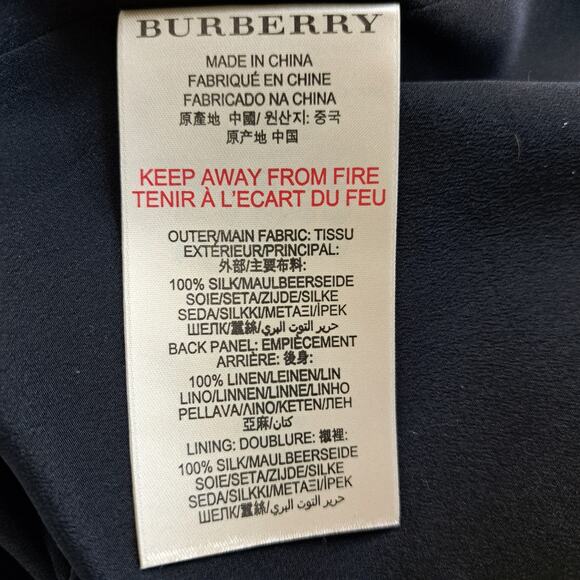 BURBERRY
MADE IN CHINA
FABRIQUÉ EN CHINE
FABRICADO NA CHINA
原產地 中國/ 원산지: 중국
原产地 中国
KEEP AWAY FROM FIRE
TENIR À L'ECART DU FEU
OUTER/MAIN FABRIC: TISSU
EXTÉRIEUR/PRINCIPAL:
外部/主要布料:
100% SILK/MAULBEERSEIDE
SOIE/SETA/ZIJDE/SILKE
SEDA/SILKKI/ΜΕΤΑΞΙ/İPEK
ШЕЛК/蠶絲/حرير التوت البري
BACK PANEL: EMPIÈCEMENT
ARRIÈRE: 後身:
100% LINEN/LEINEN/LIN
LINO/LINNEN/LINNE/LINHO
PELLAVA/ΛΙΝΟ/KETEN/ЛЕН
亞麻/كتان
LINING: DOUBLURE: 襯裡:
100% SILK/MAULBEERSEIDE
SOIE/SETA/ZIJDE/SILKE
SEDA/SILKKI/ΜΕΤΑΞΙ/İPEK
ШЕЛК/蠶絲/حرير التوت البري